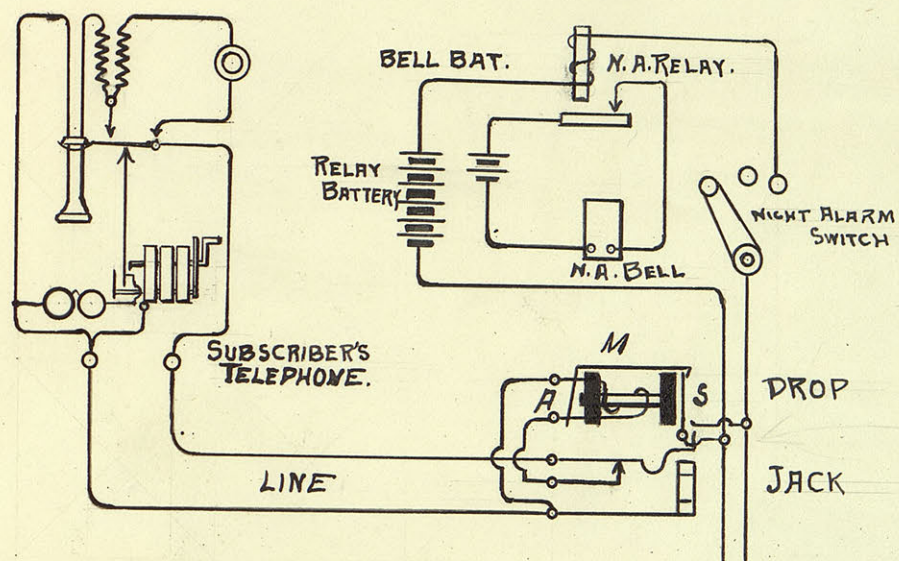 BELL BAT.
N.A. RELAY.
RELAY
BATTERY
NIGHT ALARM
SWITCH
N.A. BELL
SUBSCRIBER'S
TELEPHONE.
M
A
S
DROP
LINE
JACK